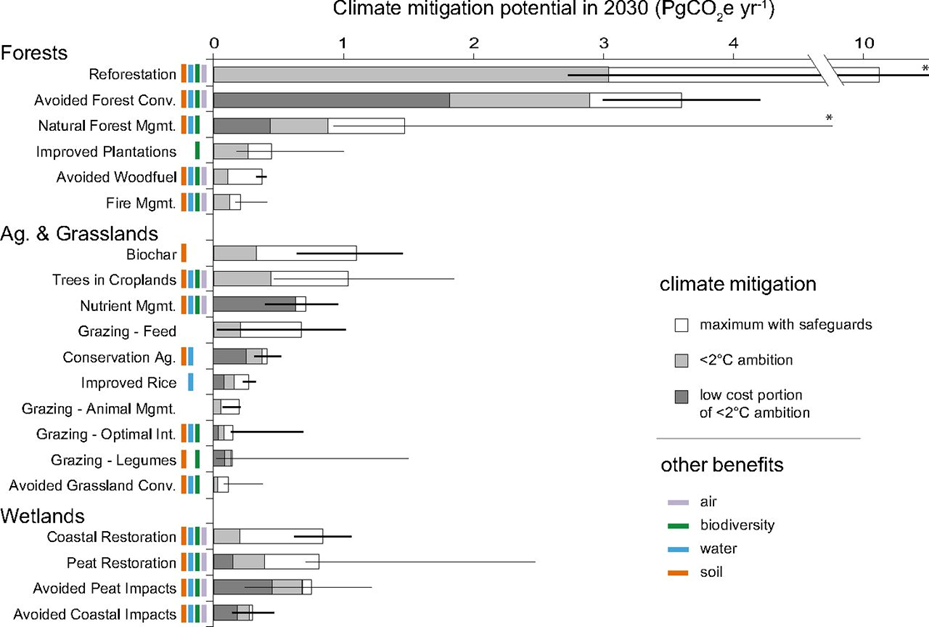 Climate mitigation potential in 2030 (PgCO₂e yr⁻¹)
0 1 2 3 4 10
Forests
Reforestation *
Avoided Forest Conv.
Natural Forest Mgmt. *
Improved Plantations
Avoided Woodfuel
Fire Mgmt.
Ag. & Grasslands
Biochar
Trees in Croplands
Nutrient Mgmt.
Grazing - Feed
Conservation Ag.
Improved Rice
Grazing - Animal Mgmt.
Grazing - Optimal Int.
Grazing - Legumes
Avoided Grassland Conv.
Wetlands
Coastal Restoration
Peat Restoration
Avoided Peat Impacts
Avoided Coastal Impacts
climate mitigation
maximum with safeguards
<2°C ambition
low cost portion
of <2°C ambition
other benefits
air
biodiversity
water
soil